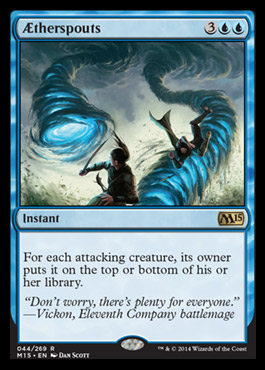 Ætherspouts 3
Instant M15
For each attacking creature, its owner
puts it on the top or bottom of his or
her library.
“Don’t worry, there’s plenty for everyone.”
—Vickon, Eleventh Company battlemage
044/269 R
M15 • EN DAN SCOTT ™ & © 2014 Wizards of the Coast